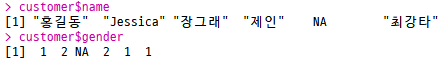 > customer$name
[1] "홍길동" "Jessica" "장그래" "제인" NA "최강타"
> customer$gender
[1] 1 2 NA 2 1 1